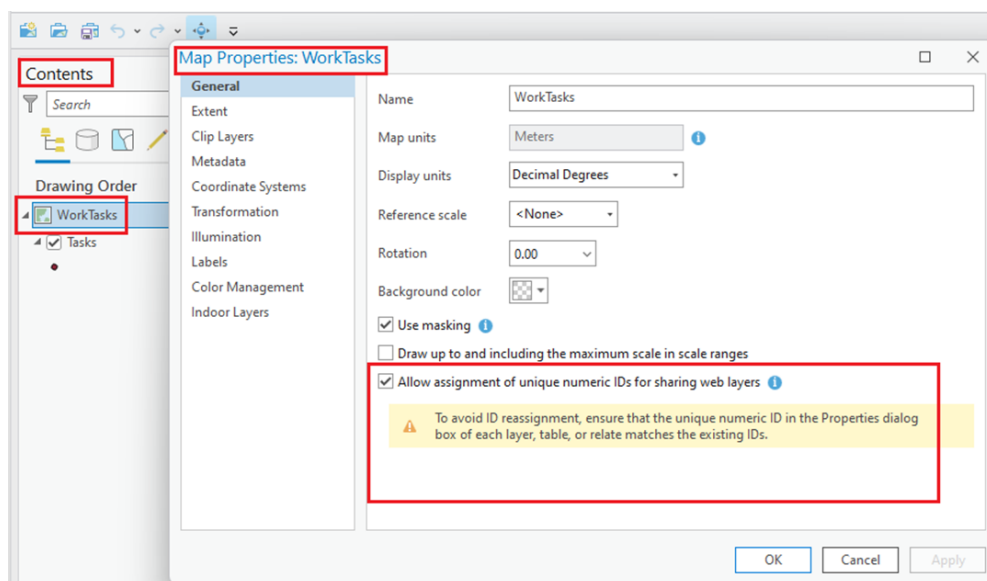 Contents
Search
Drawing Order
WorkTasks
Tasks
Map Properties: WorkTasks
General
Extent
Clip Layers
Metadata
Coordinate Systems
Transformation
Illumination
Labels
Color Management
Indoor Layers
Name
WorkTasks
Map units
Meters
Display units
Decimal Degrees
Reference scale
<None>
Rotation
0.00
Background color
Use masking
Draw up to and including the maximum scale in scale ranges
Allow assignment of unique numeric IDs for sharing web layers
To avoid ID reassignment, ensure that the unique numeric ID in the Properties dialog
box of each layer, table, or relate matches the existing IDs.
OK
Cancel
Apply